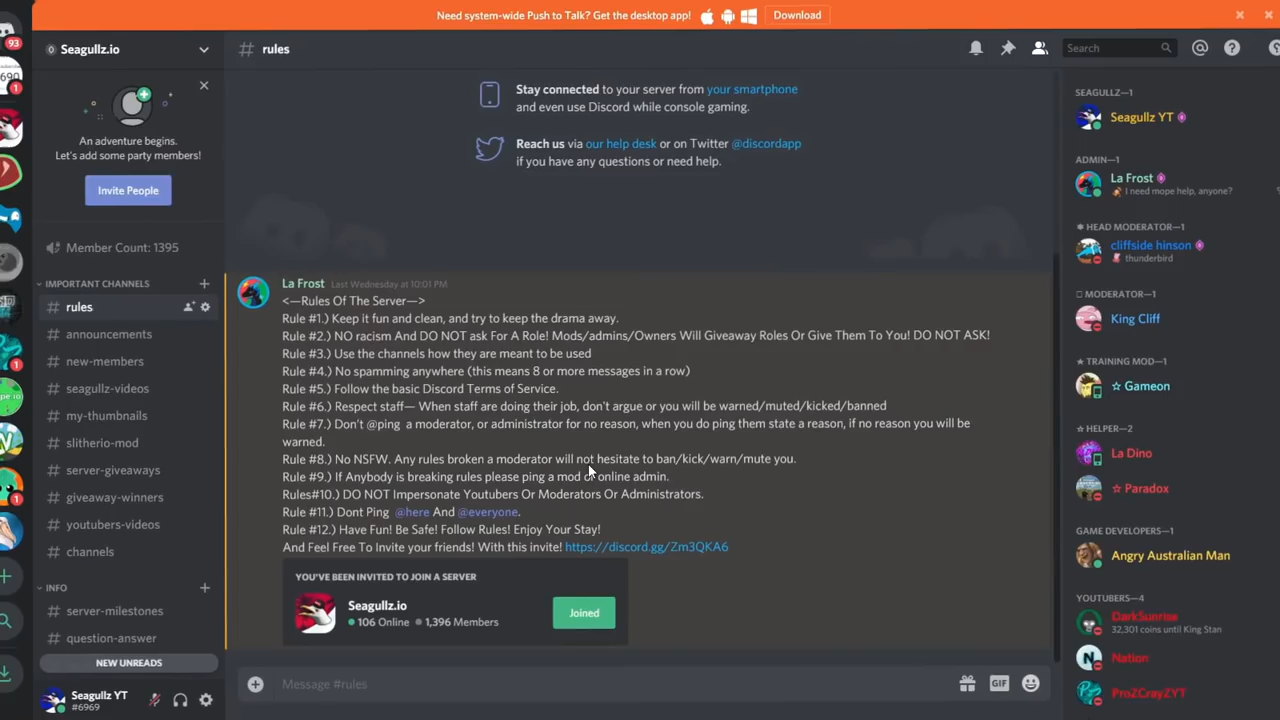 Need system-wide Push to Talk? Get the desktop app!
Download
93
690
1
1
1
Seagullz.io
An adventure begins.
Let's add some party members!
Invite People
Member Count: 1395
IMPORTANT CHANNELS
rules
announcements
new-members
seagullz-videos
my-thumbnails
slitherio-mod
server-giveaways
giveaway-winners
youtubers-videos
channels
INFO
server-milestones
question-answer
NEW UNREADS
Seagullz YT
#6969
# rules
Search
Stay connected to your server from your smartphone
and even use Discord while console gaming.
Reach us via our help desk or on Twitter @discordapp
if you have any questions or need help.
La Frost Last Wednesday at 10:01 PM
<—Rules Of The Server—>
Rule #1.) Keep it fun and clean, and try to keep the drama away.
Rule #2.) NO racism And DO NOT ask For A Role! Mods/admins/Owners Will Giveaway Roles Or Give Them To You! DO NOT ASK!
Rule #3.) Use the channels how they are meant to be used
Rule #4.) No spamming anywhere (this means 8 or more messages in a row)
Rule #5.) Follow the basic Discord Terms of Service.
Rule #6.) Respect staff— When staff are doing their job, don't argue or you will be warned/muted/kicked/banned
Rule #7.) Don't @ping a moderator, or administrator for no reason, when you do ping them state a reason, if no reason you will be
warned.
Rule #8.) No NSFW. Any rules broken a moderator will not hesitate to ban/kick/warn/mute you.
Rule #9.) If Anybody is breaking rules please ping a mod or online admin.
Rules#10.) DO NOT Impersonate Youtubers Or Moderators Or Administrators.
Rule #11.) Dont Ping @here And @everyone.
Rule #12.) Have Fun! Be Safe! Follow Rules! Enjoy Your Stay!
And Feel Free To Invite your friends! With this invite! https://discord.gg/Zm3QKA6
YOU'VE BEEN INVITED TO JOIN A SERVER
Seagullz.io
106 Online 1,396 Members
Joined
Message #rules
GIF
SEAGULLZ—1
Seagullz YT
ADMIN—1
La Frost
I need mope help, anyone?
HEAD MODERATOR—1
cliffside hinson
thunderbird
MODERATOR—1
King Cliff
TRAINING MOD—1
Gameon
HELPER—2
La Dino
Paradox
GAME DEVELOPERS—1
Angry Australian Man
YOUTUBERS—4
DarkSunrise
32,301 coins until King Stan
Nation
ProZCrayZYT